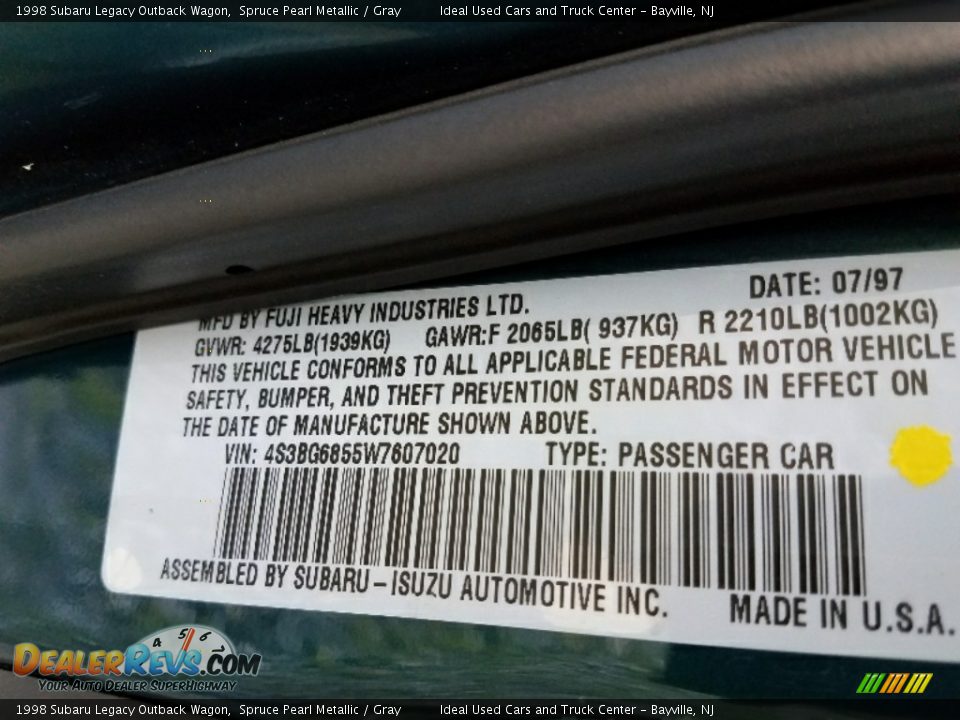 1998 Subaru Legacy Outback Wagon,  Spruce Pearl Metallic / Gray     Ideal Used Cars and Truck Center - Bayville, NJ
DATE: 07/97
MFD BY FUJI HEAVY INDUSTRIES LTD.
GVWR: 4275LB(1939KG)   GAWR:F 2065LB( 937KG)  R 2210LB(1002KG)
THIS VEHICLE CONFORMS TO ALL APPLICABLE FEDERAL MOTOR VEHICLE
SAFETY, BUMPER, AND THEFT PREVENTION STANDARDS IN EFFECT ON
THE DATE OF MANUFACTURE SHOWN ABOVE.
VIN: 4S3BG6855W7607020     TYPE: PASSENGER CAR
ASSEMBLED BY SUBARU-ISUZU AUTOMOTIVE INC.     MADE IN U.S.A.
4 5 6
DEALERREVS.COM
YOUR AUTO DEALER SUPERHIGHWAY
1998 Subaru Legacy Outback Wagon,  Spruce Pearl Metallic / Gray     Ideal Used Cars and Truck Center - Bayville, NJ